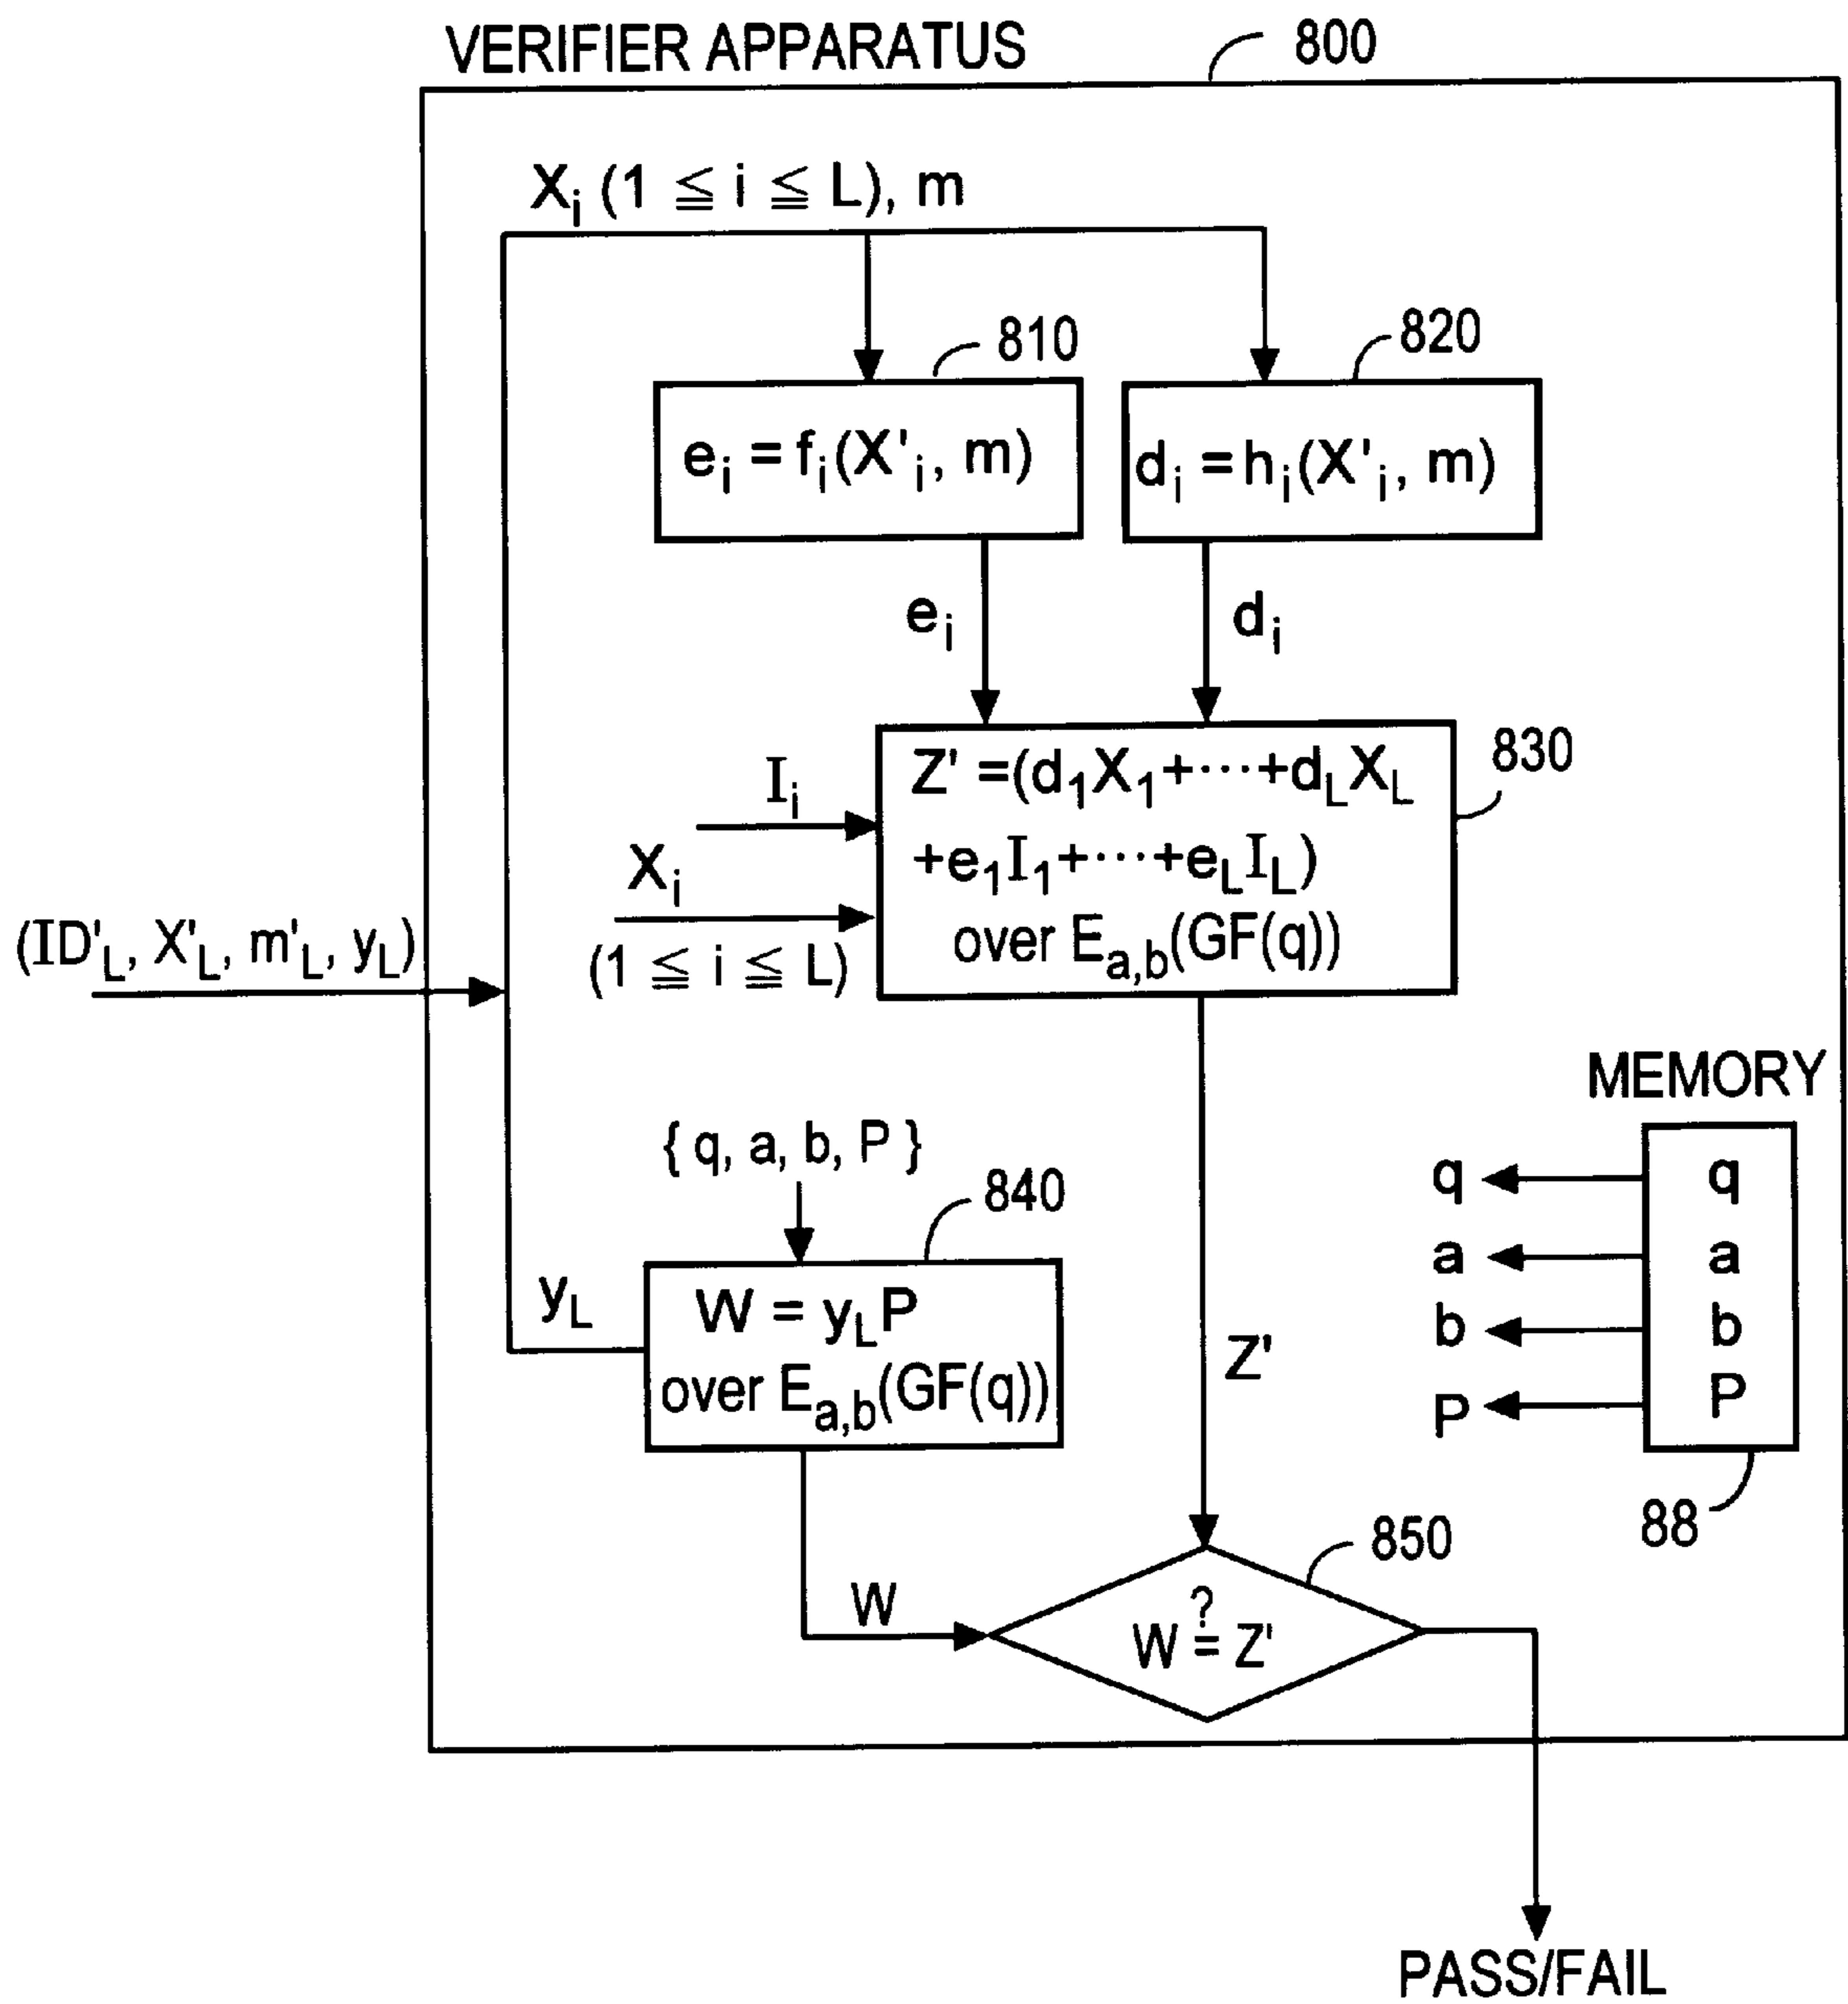 VERIFIER APPARATUS
800
Xi (1 ≦ i ≦ L), m
810
820
ei = fi(X'i, m)
di = hi(X'i, m)
ei
di
830
Ii
Xi
(1 ≦ i ≦ L)
Z' =(d1X1+···+dLXL
+e1I1+···+eLIL)
over Ea,b(GF(q))
(ID'L, X'L, m'L, yL)
MEMORY
{ q, a, b, P }
840
q q
a a
b b
P P
88
yL
W = yLP
over Ea,b(GF(q))
Z'
850
W
?
W = Z'
PASS/FAIL